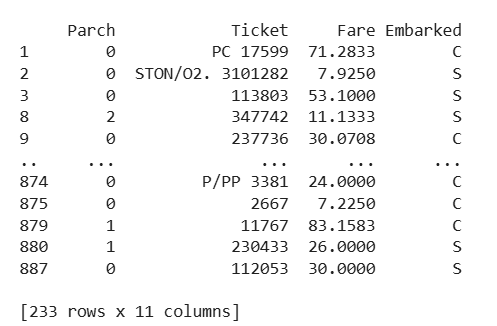 Parch Ticket Fare Embarked
1 0 PC 17599 71.2833 C
2 0 STON/O2. 3101282 7.9250 S
3 0 113803 53.1000 S
8 2 347742 11.1333 S
9 0 237736 30.0708 C
.. ... ... ... ...
874 0 P/PP 3381 24.0000 C
875 0 2667 7.2250 C
879 1 11767 83.1583 C
880 1 230433 26.0000 S
887 0 112053 30.0000 S
[233 rows x 11 columns]